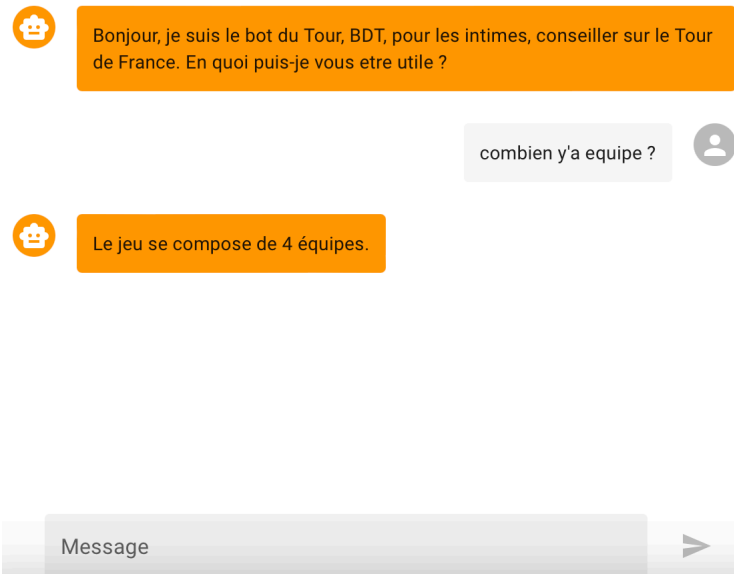 Bonjour, je suis le bot du Tour, BDT, pour les intimes, conseiller sur le Tour
de France. En quoi puis-je vous etre utile ?
combien y'a equipe ?
Le jeu se compose de 4 équipes.
Message